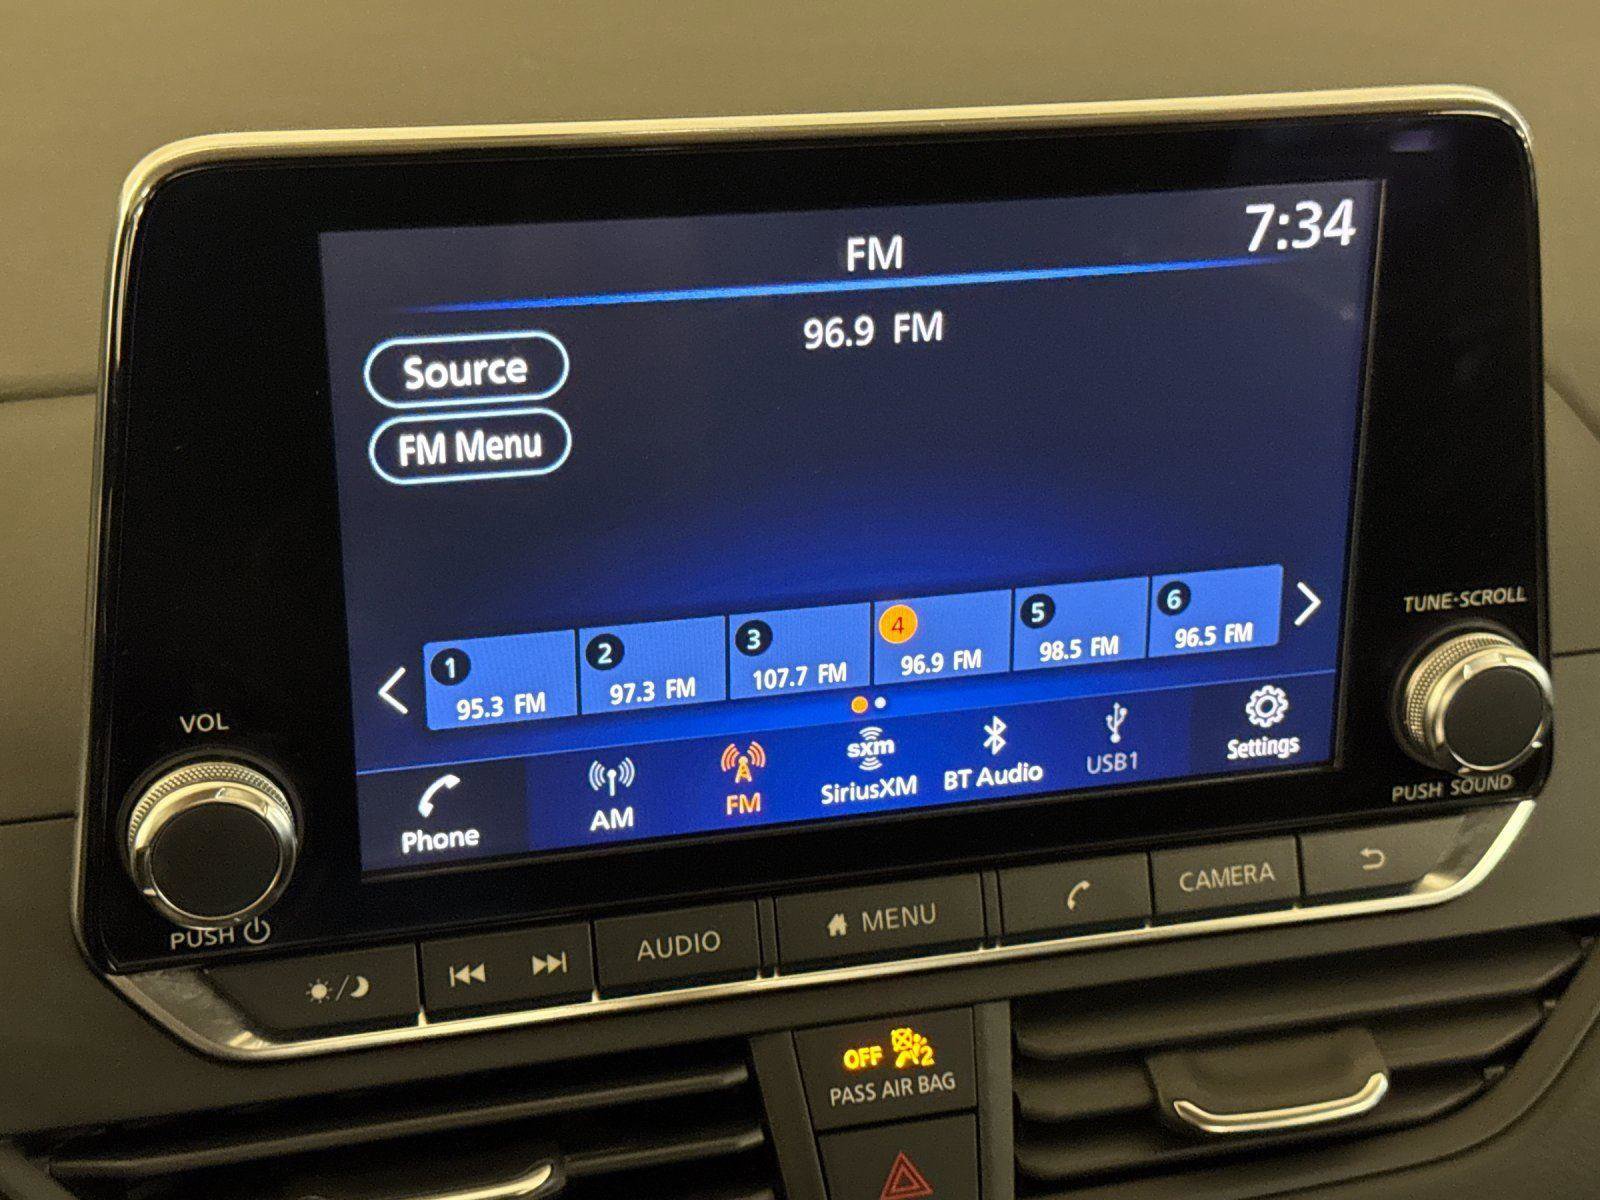 7:34
FM
96.9 FM
Source
FM Menu
1 2 3 4 5 6
95.3 FM 97.3 FM 107.7 FM 96.9 FM 98.5 FM 96.5 FM
VOL
TUNE·SCROLL
sxm
Phone AM FM SiriusXM BT Audio USB1 Settings
PUSH SOUND
PUSH
AUDIO MENU CAMERA
OFF 2
PASS AIR BAG